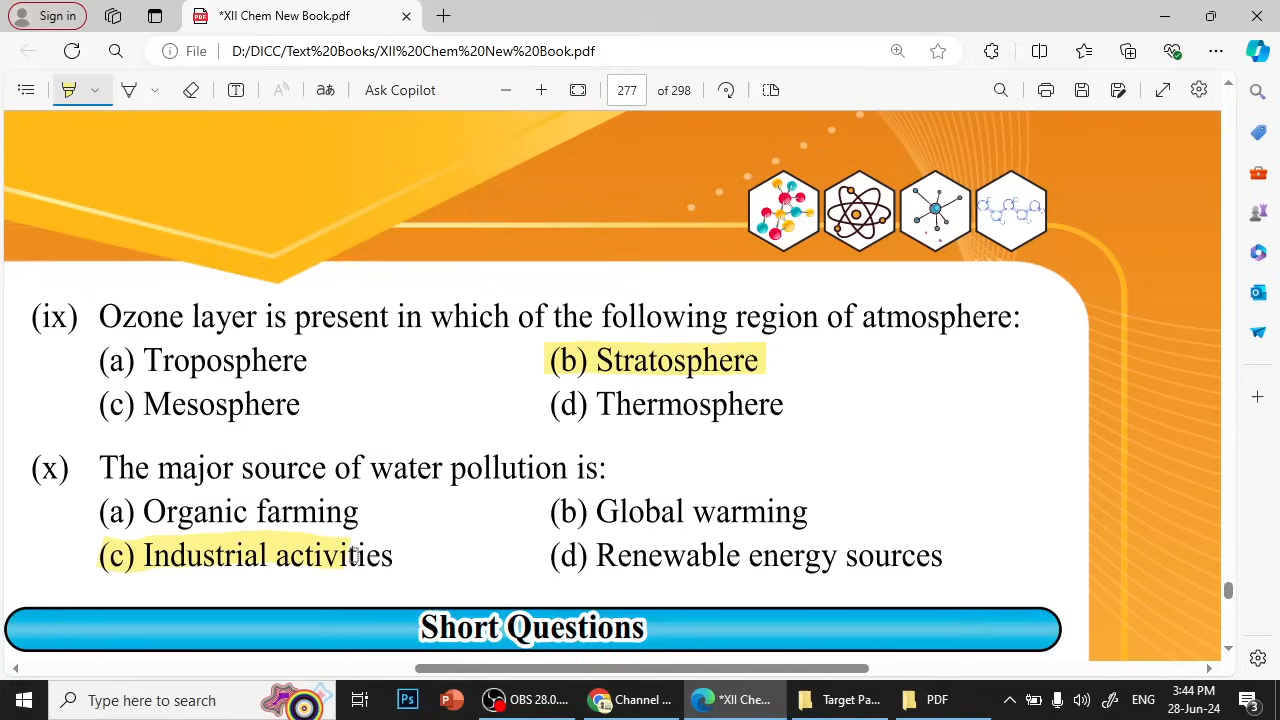 Sign in
*XII Chem New Book.pdf
File
D:/DICC/Text%20Books/XII%20Chem%20New%20Book.pdf
Ask Copilot
277 of 298
(ix) Ozone layer is present in which of the following region of atmosphere:
(a) Troposphere (b) Stratosphere
(c) Mesosphere (d) Thermosphere
(x) The major source of water pollution is:
(a) Organic farming (b) Global warming
(c) Industrial activities (d) Renewable energy sources
Short Questions
Type here to search
Ps
OBS 28.0....
Channel ...
*XII Che...
Target Pa...
PDF
ENG
3:44 PM
28-Jun-24
3